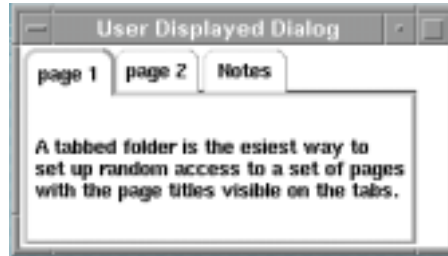 User Displayed Dialog
page 1 page 2 Notes
A tabbed folder is the esiest way to
set up random access to a set of pages
with the page titles visible on the tabs.